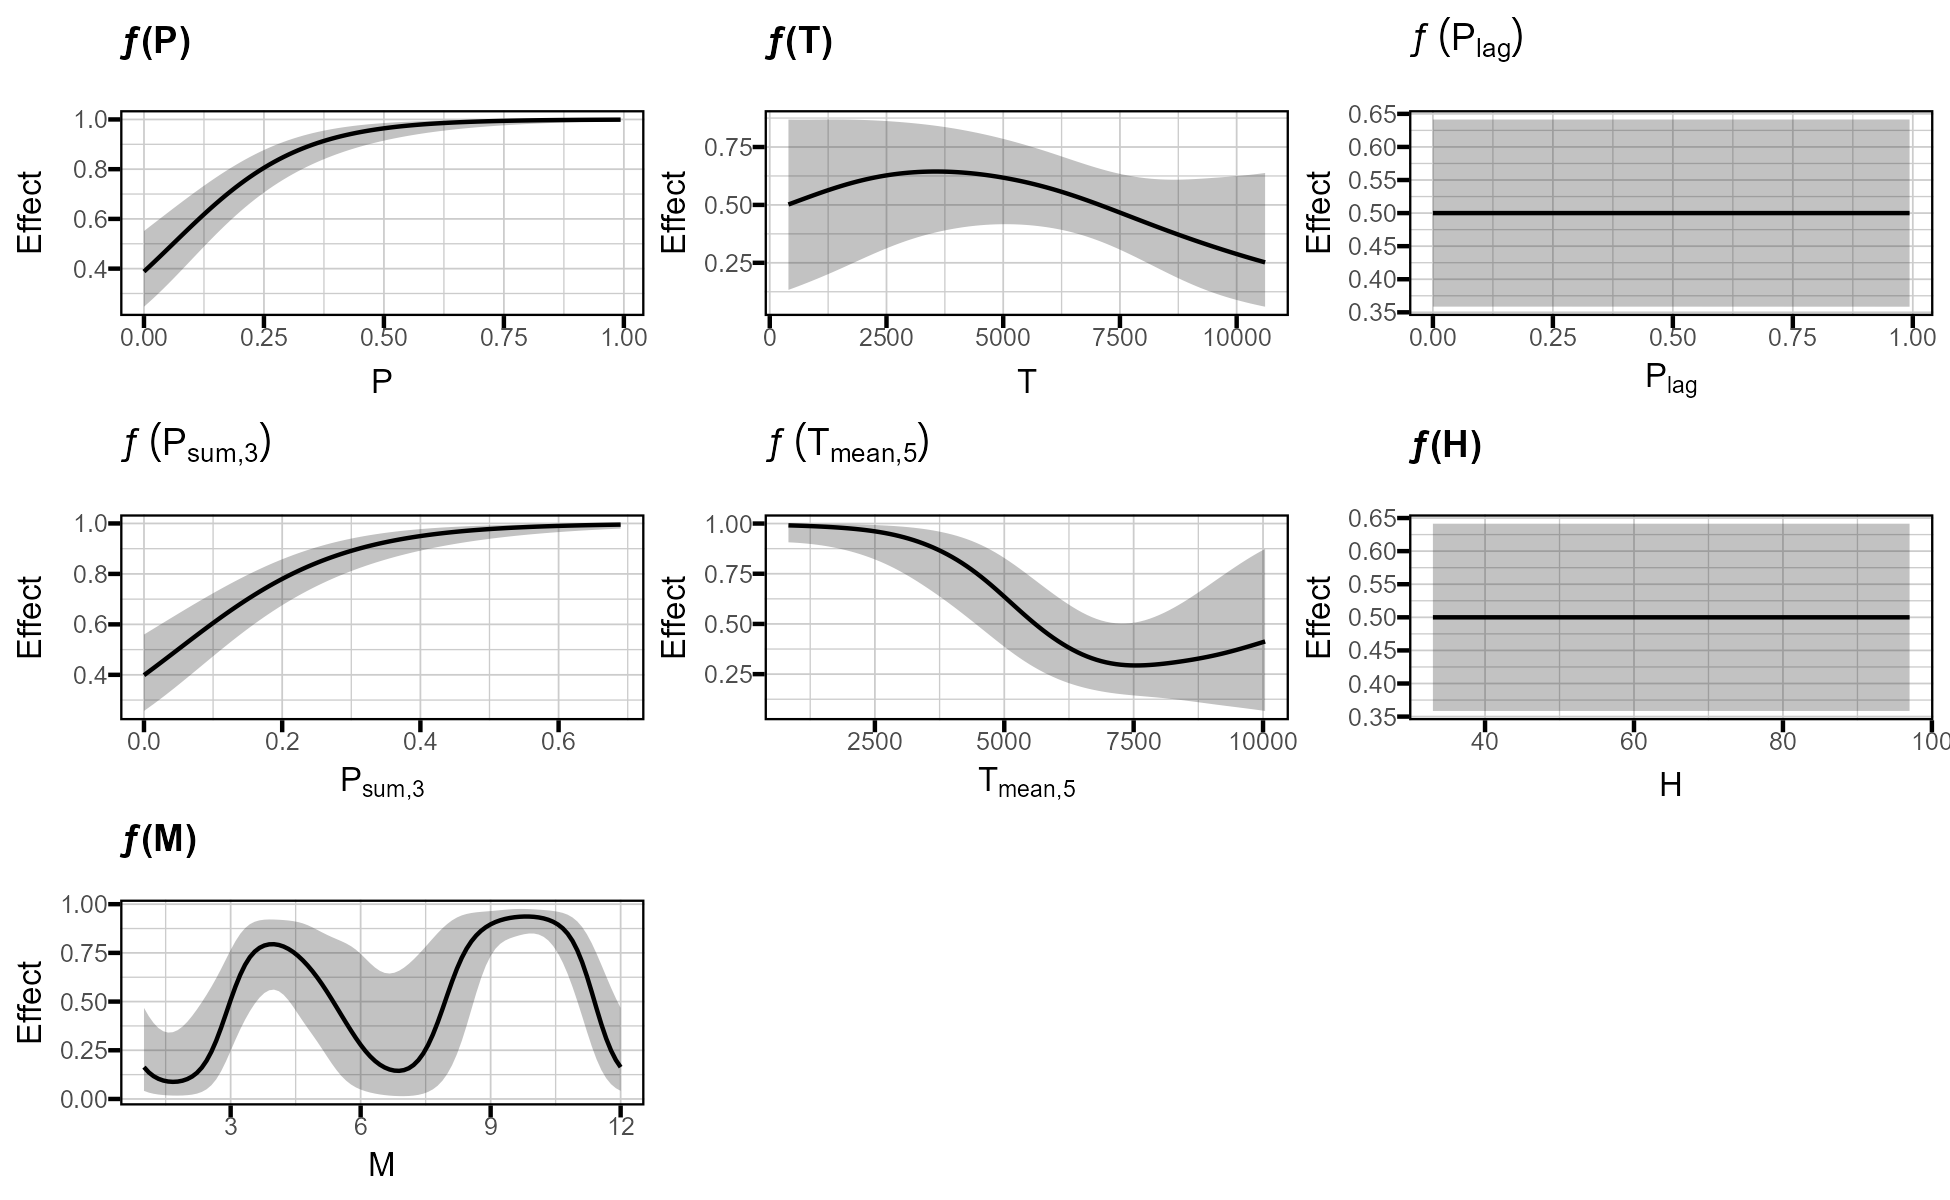 ƒ(P)
1.0
0.8
0.6
0.4
Effect
0.00 0.25 0.50 0.75 1.00
P
ƒ(T)
0.75
0.50
0.25
Effect
0 2500 5000 7500 10000
T
ƒ (Plag)
0.65
0.60
0.55
0.50
0.45
0.40
0.35
Effect
0.00 0.25 0.50 0.75 1.00
Plag
ƒ (Psum,3)
1.0
0.8
0.6
0.4
Effect
0.0 0.2 0.4 0.6
Psum,3
ƒ (Tmean,5)
1.00
0.75
0.50
0.25
Effect
2500 5000 7500 10000
Tmean,5
ƒ(H)
0.65
0.60
0.55
0.50
0.45
0.40
0.35
Effect
40 60 80 100
H
ƒ(M)
1.00
0.75
0.50
0.25
0.00
Effect
3 6 9 12
M